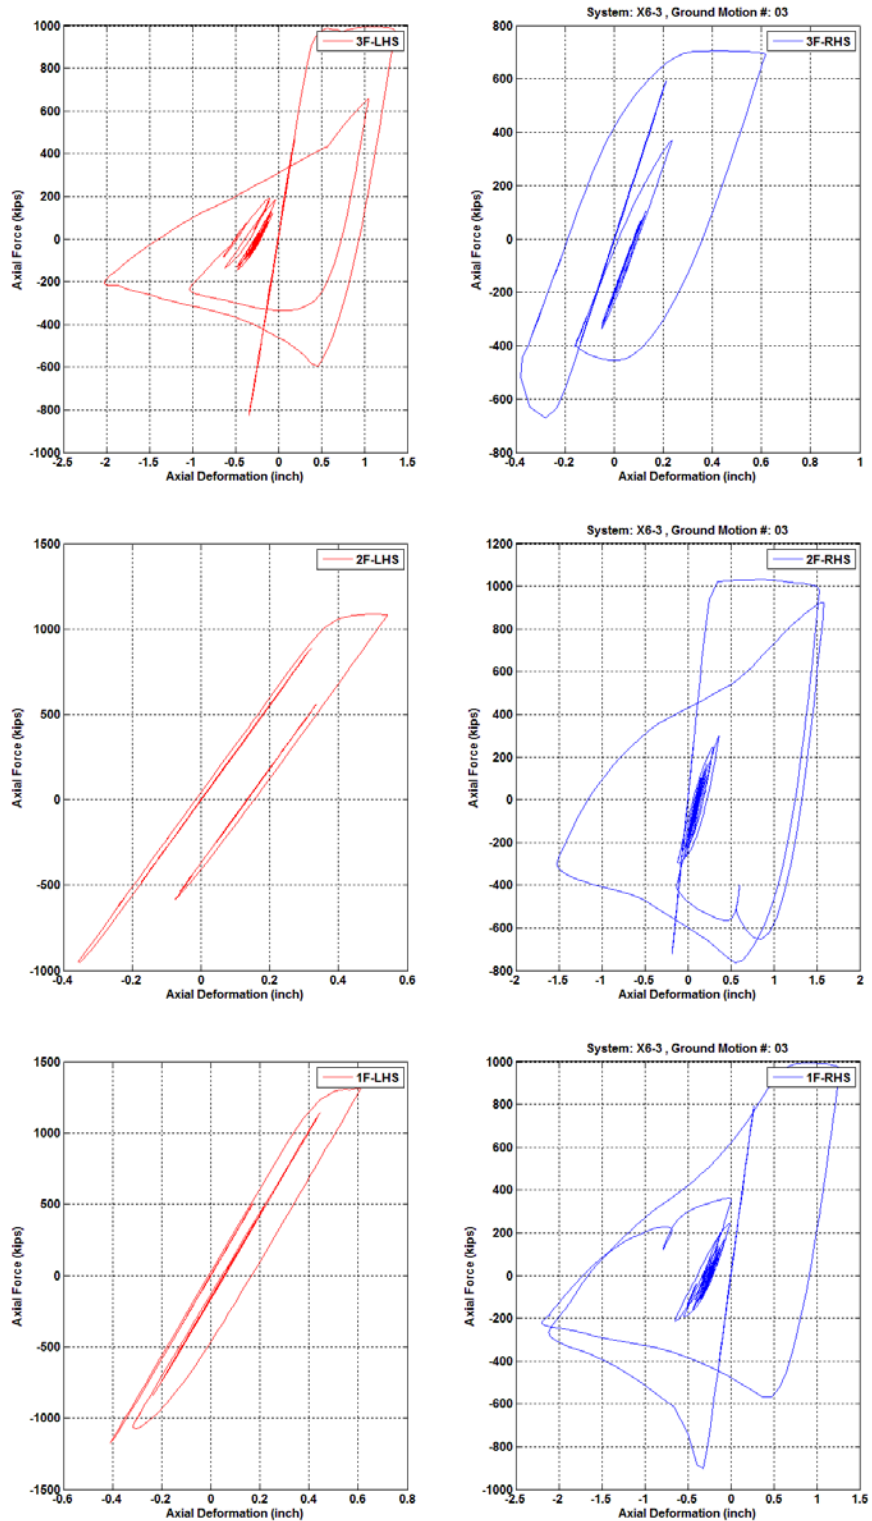 1000
3F-LHS
800
600
400
200
0
-200
-400
-600
-800
-1000
-2.5 -2 -1.5 -1 -0.5 0 0.5 1 1.5
Axial Deformation (inch)
Axial Force (kips)
System: X6-3 , Ground Motion #: 03
800
3F-RHS
600
400
200
0
-200
-400
-600
-800
-0.4 -0.2 0 0.2 0.4 0.6 0.8 1
Axial Deformation (inch)
Axial Force (kips)
1500
2F-LHS
1000
500
0
-500
-1000
-0.4 -0.2 0 0.2 0.4 0.6
Axial Deformation (inch)
Axial Force (kips)
System: X6-3 , Ground Motion #: 03
1200
2F-RHS
1000
800
600
400
200
0
-200
-400
-600
-800
-2 -1.5 -1 -0.5 0 0.5 1 1.5 2
Axial Deformation (inch)
Axial Force (kips)
1500
1F-LHS
1000
500
0
-500
-1000
-1500
-0.6 -0.4 -0.2 0 0.2 0.4 0.6 0.8
Axial Deformation (inch)
Axial Force (kips)
System: X6-3 , Ground Motion #: 03
1000
1F-RHS
800
600
400
200
0
-200
-400
-600
-800
-1000
-2.5 -2 -1.5 -1 -0.5 0 0.5 1 1.5
Axial Deformation (inch)
Axial Force (kips)